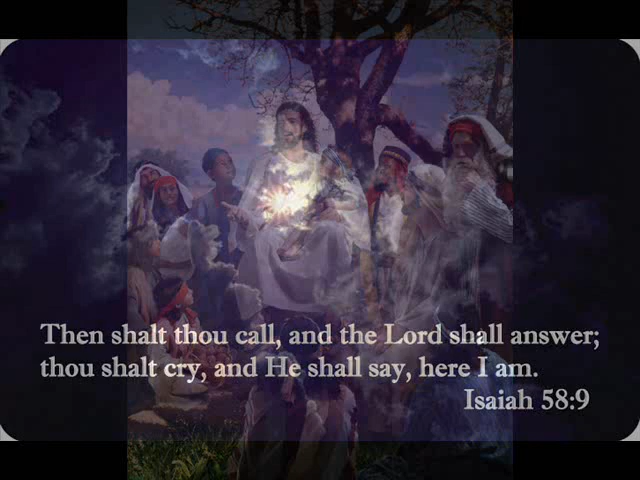 Then shalt thou call, and the Lord shall answer;
thou shalt cry, and He shall say, here I am.
Isaiah 58:9